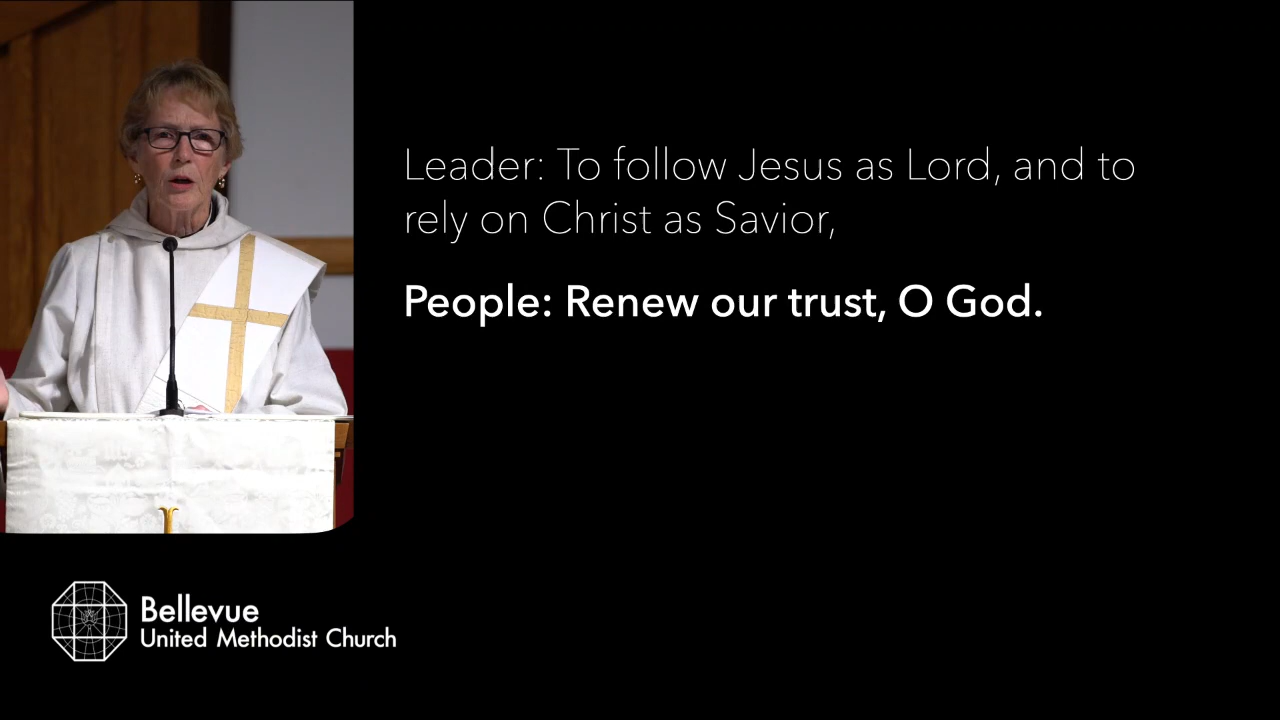 Leader: To follow Jesus as Lord, and to
rely on Christ as Savior,
People: Renew our trust, O God.
Bellevue
United Methodist Church